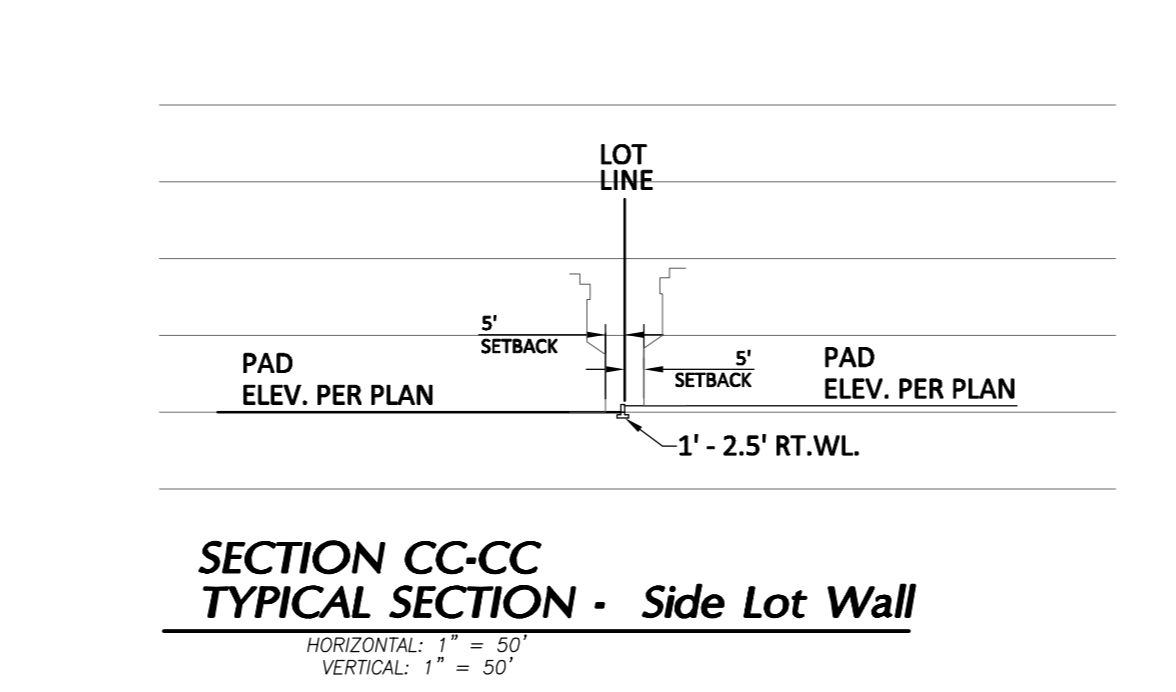 LOT
LINE
5'
SETBACK
5'
SETBACK
PAD
ELEV. PER PLAN
PAD
ELEV. PER PLAN
1' - 2.5' RT.WL.
SECTION CC-CC
TYPICAL SECTION - Side Lot Wall
HORIZONTAL: 1" = 50'
VERTICAL: 1" = 50'